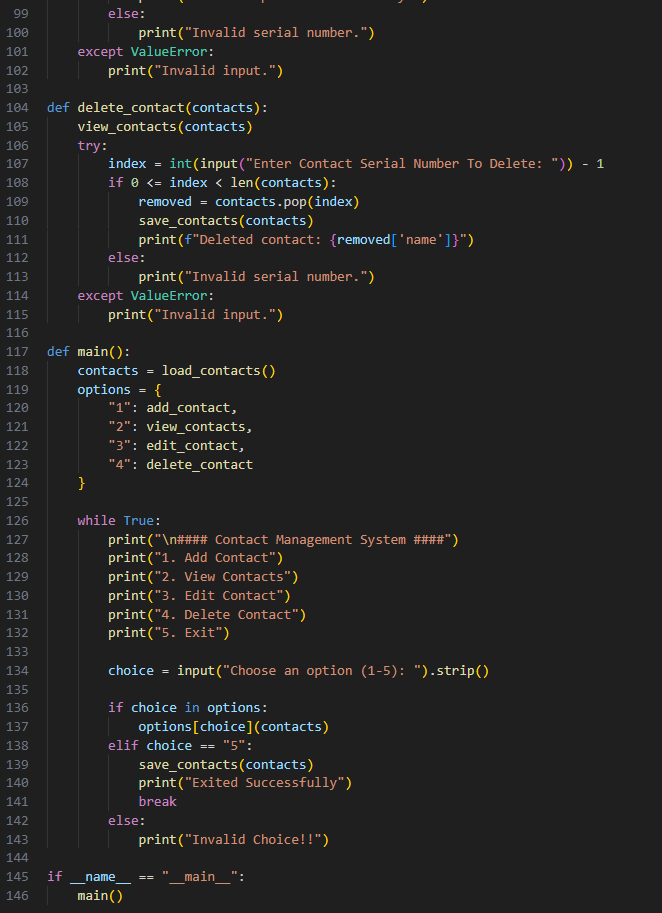 99 else:
100 print("Invalid serial number.")
101 except ValueError:
102 print("Invalid input.")
103
104 def delete_contact(contacts):
105 view_contacts(contacts)
106 try:
107 index = int(input("Enter Contact Serial Number To Delete: ")) - 1
108 if 0 <= index < len(contacts):
109 removed = contacts.pop(index)
110 save_contacts(contacts)
111 print(f"Deleted contact: {removed['name']}")
112 else:
113 print("Invalid serial number.")
114 except ValueError:
115 print("Invalid input.")
116
117 def main():
118 contacts = load_contacts()
119 options = {
120 "1": add_contact,
121 "2": view_contacts,
122 "3": edit_contact,
123 "4": delete_contact
124 }
125
126 while True:
127 print("\n#### Contact Management System ####")
128 print("1. Add Contact")
129 print("2. View Contacts")
130 print("3. Edit Contact")
131 print("4. Delete Contact")
132 print("5. Exit")
133
134 choice = input("Choose an option (1-5): ").strip()
135
136 if choice in options:
137 options[choice](contacts)
138 elif choice == "5":
139 save_contacts(contacts)
140 print("Exited Successfully")
141 break
142 else:
143 print("Invalid Choice!!")
144
145 if __name__ == "__main__":
146 main()